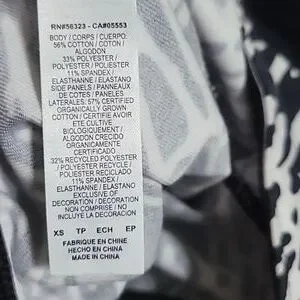 RN#56323 - CA#05553
BODY / CORPS / CUERPO:
56% COTTON / COTON /
ALGODON
33% POLYESTER /
POLYESTER / POLIESTER
11% SPANDEX /
ELASTHANNE / ELASTANO
SIDE PANELS / PANNEAUX
LATERALES: 57% CERTIFIED
ORGANICALLY GROWN
COTTON / CERTIFIE AVOIR
ETE CULTIVE
BIOLOGIQUEMENT /
ALGODON CRECIDO
ORGANICAMENTE
CERTIFICADO
32% RECYCLED POLYESTER /
POLYESTER RECYCLE /
POLIESTER RECICLADO
11% SPANDEX /
ELASTHANNE / ELASTANO
EXCLUSIVE OF
DECORATION / DECORATION
NON COMPRISE / NO
INCLUYE LA DECORACION
XS TP ECH EP
FABRIQUE EN CHINE
HECHO EN CHINA
MADE IN CHINA